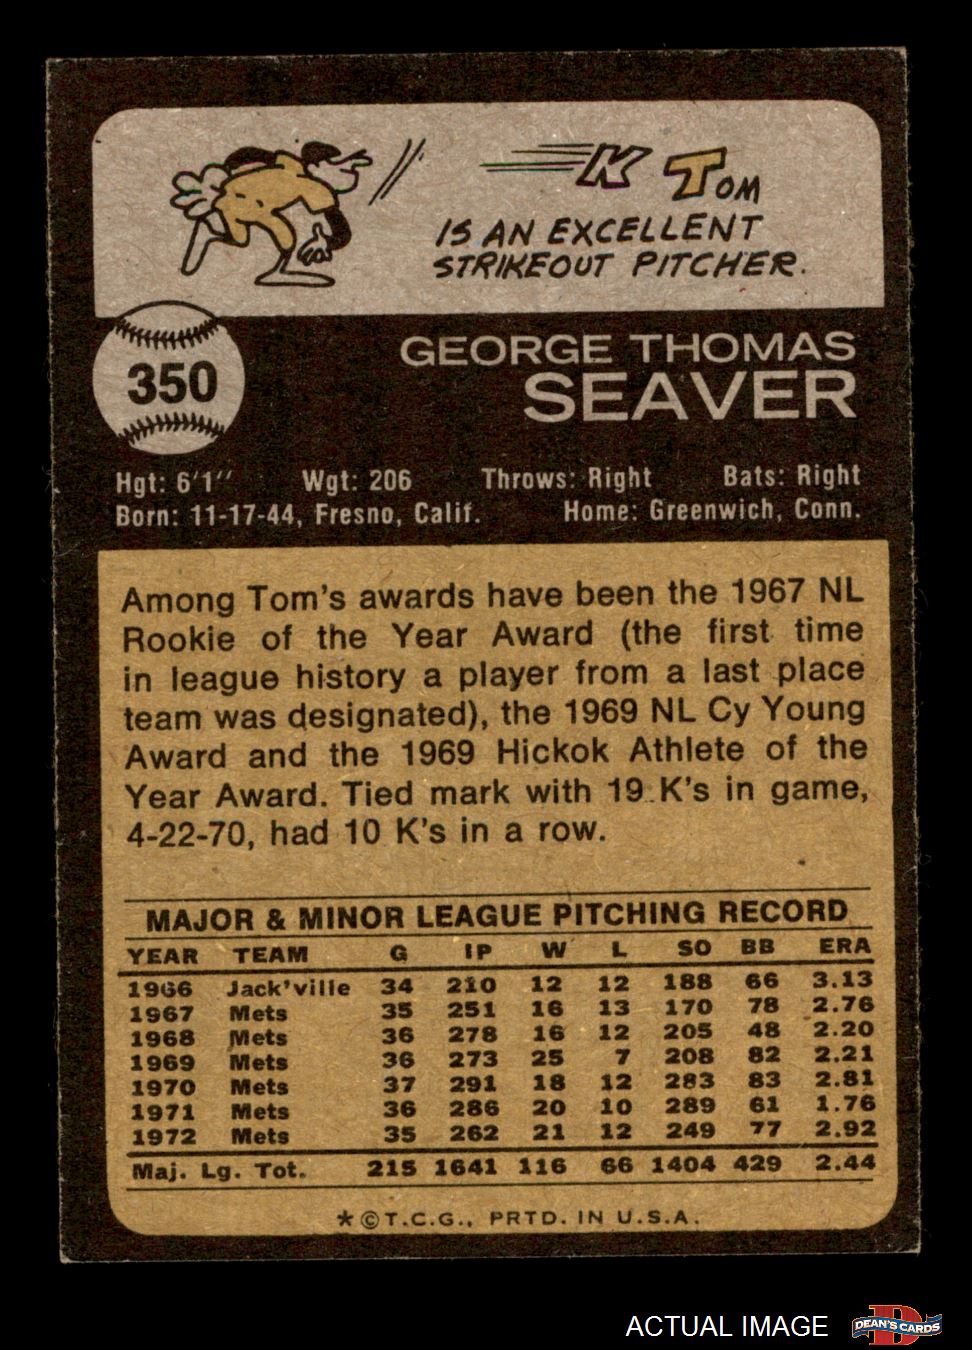 K TOM
IS AN EXCELLENT
STRIKEOUT PITCHER.
350
GEORGE THOMAS
SEAVER
Hgt: 6'1'' Wgt: 206 Throws: Right Bats: Right
Born: 11-17-44, Fresno, Calif. Home: Greenwich, Conn.
Among Tom's awards have been the 1967 NL
Rookie of the Year Award (the first time
in league history a player from a last place
team was designated), the 1969 NL Cy Young
Award and the 1969 Hickok Athlete of the
Year Award. Tied mark with 19 K's in game,
4-22-70, had 10 K's in a row.
MAJOR & MINOR LEAGUE PITCHING RECORD
YEAR TEAM G IP W L SO BB ERA
1966 Jack'ville 34 210 12 12 188 66 3.13
1967 Mets 35 251 16 13 170 78 2.76
1968 Mets 36 278 16 12 205 48 2.20
1969 Mets 36 273 25 7 208 82 2.21
1970 Mets 37 291 18 12 283 83 2.81
1971 Mets 36 286 20 10 289 61 1.76
1972 Mets 35 262 21 12 249 77 2.92
Maj. Lg. Tot. 215 1641 116 66 1404 429 2.44
*©T.C.G., PRTD. IN U.S.A.
ACTUAL IMAGE
D
DEAN'S CARDS